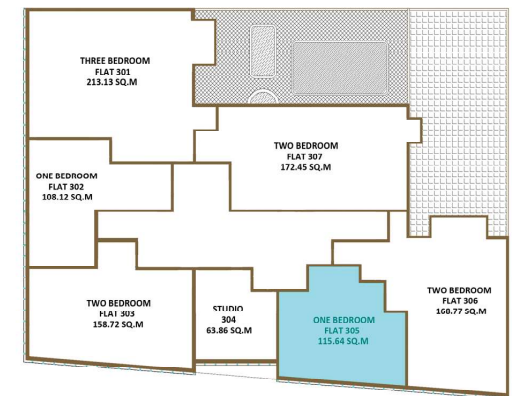 THREE BEDROOM
FLAT 301
213.13 SQ.M
TWO BEDROOM
FLAT 307
172.45 SQ.M
ONE BEDROOM
FLAT 302
108.12 SQ.M
TWO BEDROOM
FLAT 303
158.72 SQ.M
STUDIO
304
63.86 SQ.M
ONE BEDROOM
FLAT 305
115.64 SQ.M
TWO BEDROOM
FLAT 306
168.77 SQ.M